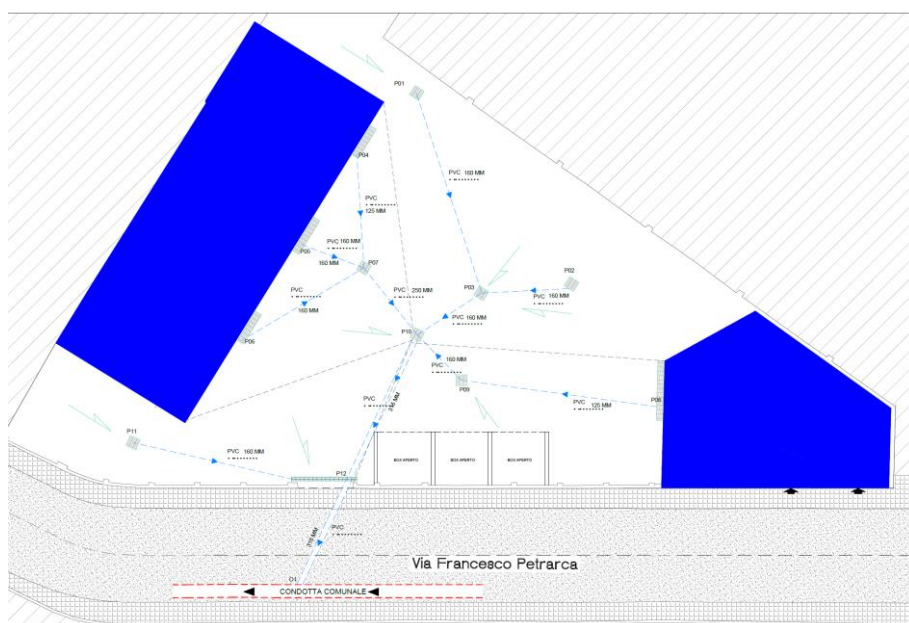 P01
P04
PVC 160 MM
PVC
125 MM
PVC 160 MM
P05
160 MM
P07
P02
PVC
PVC 250 MM
P03
PVC 160 MM
160 MM
PVC 160 MM
P10
P06
160 MM
P09
PVC
PVC
PVC 125 MM
P08
P11
PVC 160 MM
BOX APERTO
BOX APERTO
BOX APERTO
P12
PVC
Via Francesco Petrarca
O1
CONDOTTA COMUNALE